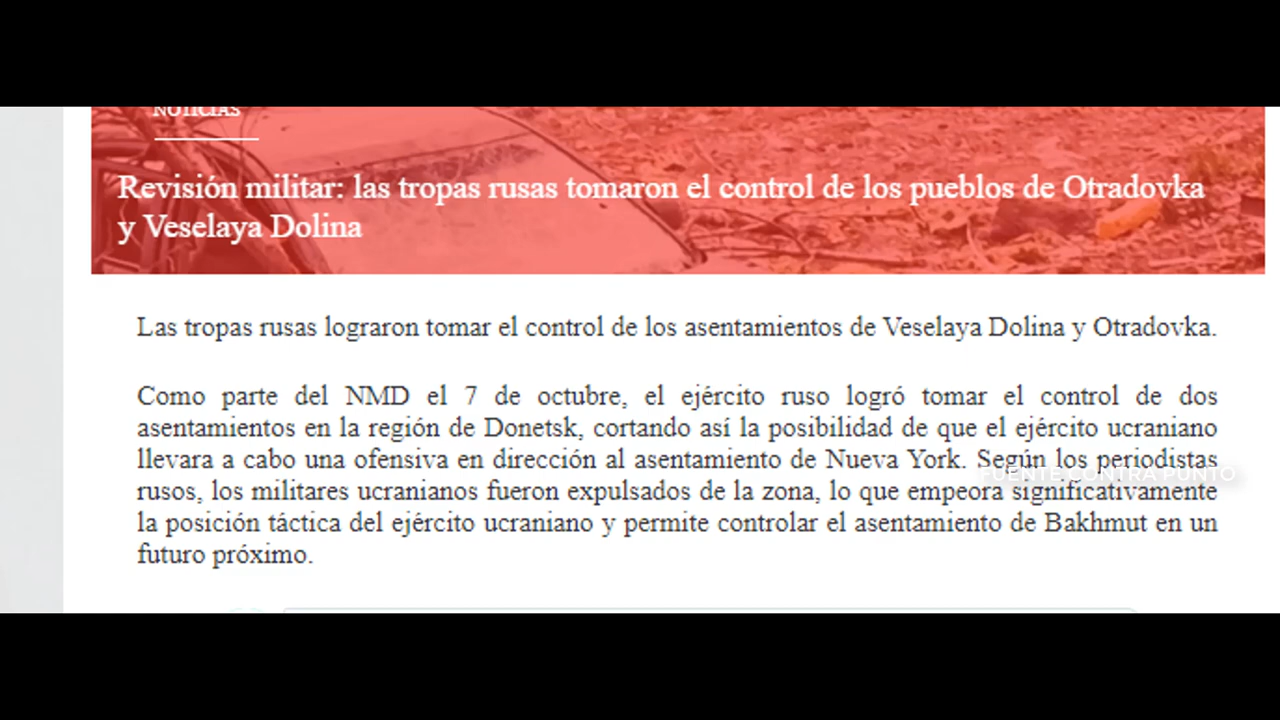 NOTICIAS
Revisión militar: las tropas rusas tomaron el control de los pueblos de Otradovka
y Veselaya Dolina
Las tropas rusas lograron tomar el control de los asentamientos de Veselaya Dolina y Otradovka.
Como parte del NMD el 7 de octubre, el ejército ruso logró tomar el control de dos
asentamientos en la región de Donetsk, cortando así la posibilidad de que el ejército ucraniano
llevara a cabo una ofensiva en dirección al asentamiento de Nueva York. Según los periodistas
FUENTE CONTRA PUNTO
rusos, los militares ucranianos fueron expulsados de la zona, lo que empeora significativamente
la posición táctica del ejército ucraniano y permite controlar el asentamiento de Bakhmut en un
futuro próximo.